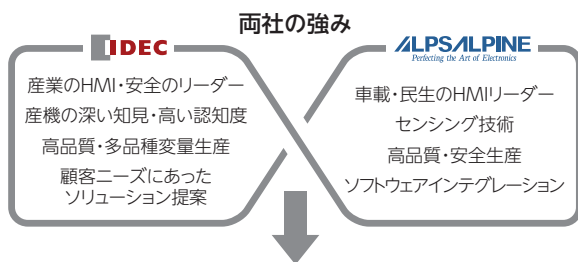 両社の強み
IDEC
産業のHMI・安全のリーダー
産機の深い知見・高い認知度
高品質・多品種変量生産
顧客ニーズにあった
ソリューション提案
ALPSALPINE
Perfecting the Art of Electronics
車載・民生のHMIリーダー
センシング技術
高品質・安全生産
ソフトウェアインテグレーション